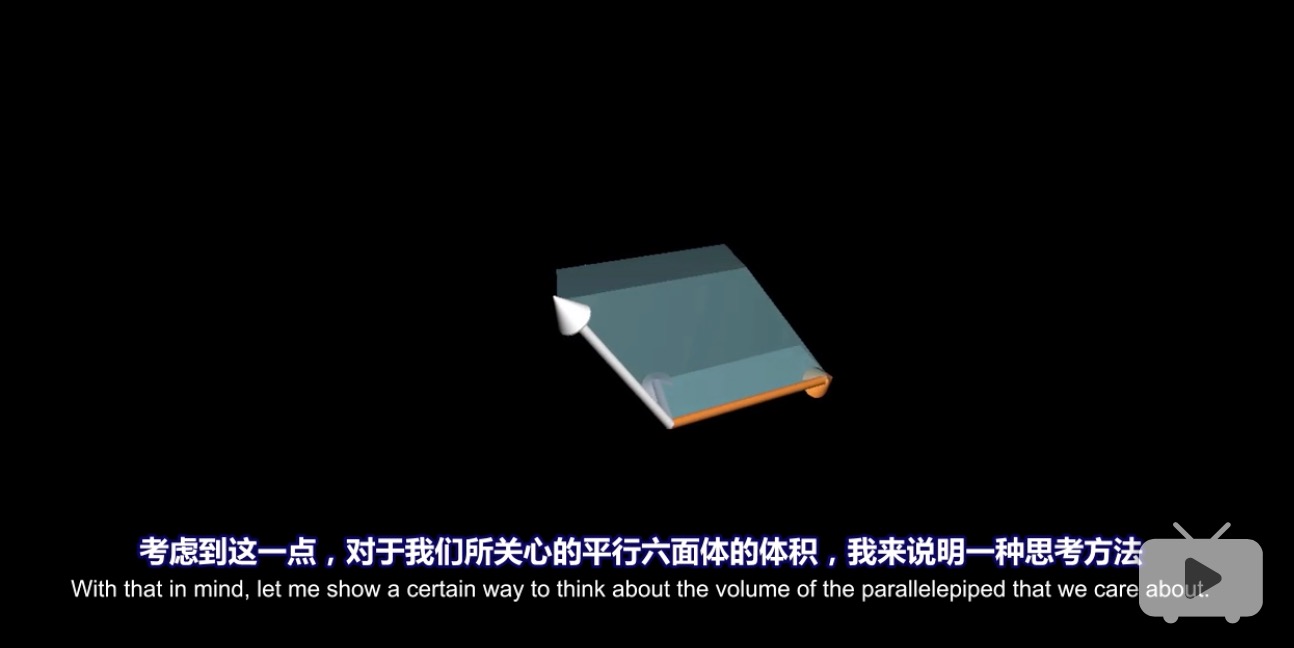 考虑到这一点，对于我们所关心的平行六面体的体积，我来说明一种思考方法
With that in mind, let me show a certain way to think about the volume of the parallelepiped that we care about.